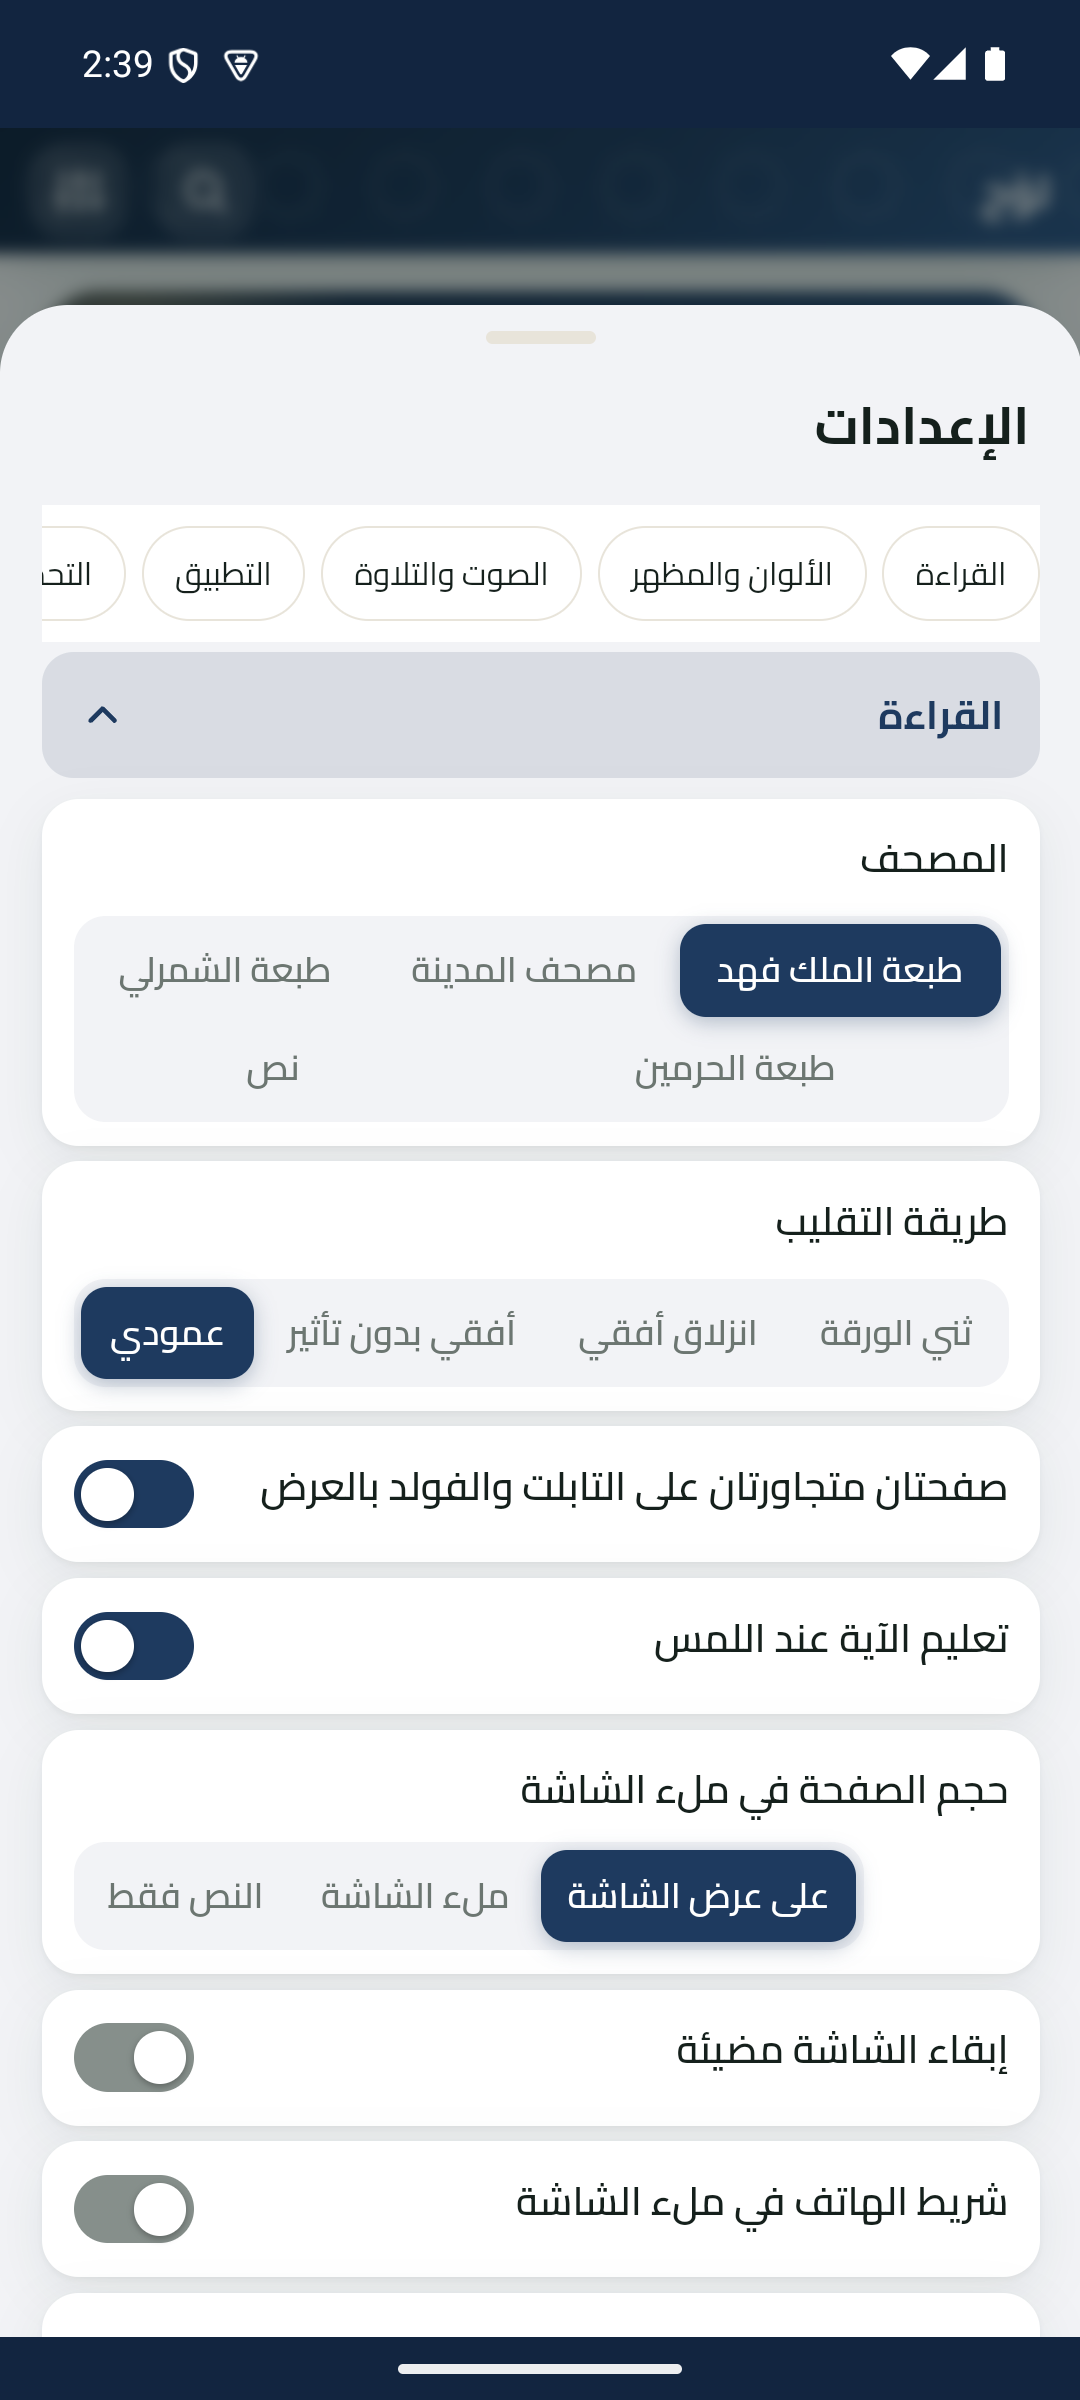 2:39
الإعدادات
القراءة الألوان والمظهر الصوت والتلاوة التطبيق
القراءة
المصحف
طبعة الملك فهد مصحف المدينة طبعة الشمرلي
طبعة الحرمين نص
طريقة التقليب
ثني الورقة انزلاق أفقي أفقي بدون تأثير عمودي
صفحتان متجاورتان على التابلت والفولد بالعرض
تعليم الآية عند اللمس
حجم الصفحة في ملء الشاشة
على عرض الشاشة ملء الشاشة النص فقط
إبقاء الشاشة مضيئة
شريط الهاتف في ملء الشاشة